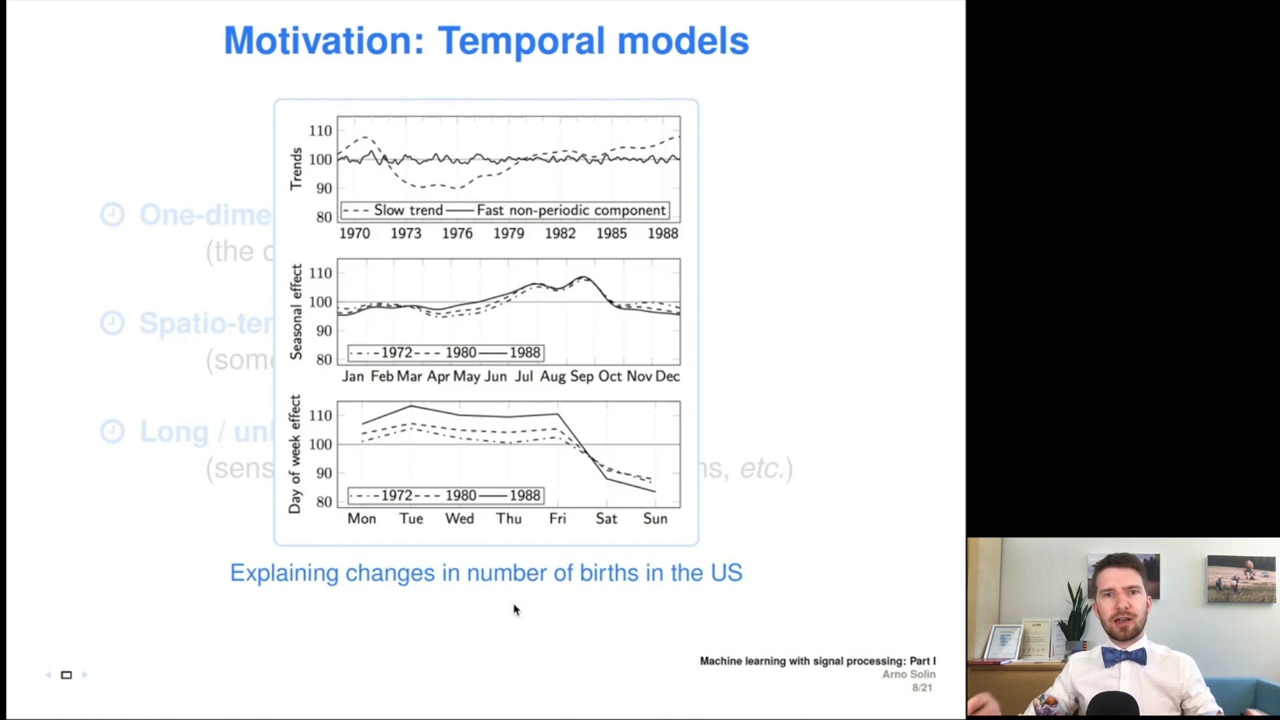 Motivation: Temporal models
110
100
90
80
Trends
Slow trend
Fast non-periodic component
1970 1973 1976 1979 1982 1985 1988
One-dime
(the
110
100
90
80
Seasonal effect
1972 1980 1988
Jan Feb Mar Apr May Jun Jul Aug Sep Oct Nov Dec
Spatio-ter
(some
110
100
90
80
Day of week effect
1972 1980 1988
Mon Tue Wed Thu Fri Sat Sun
Long /
(sens
ns, etc.)
Explaining changes in number of births in the US
Machine learning with signal processing: Part I
Arno Solin
8/21